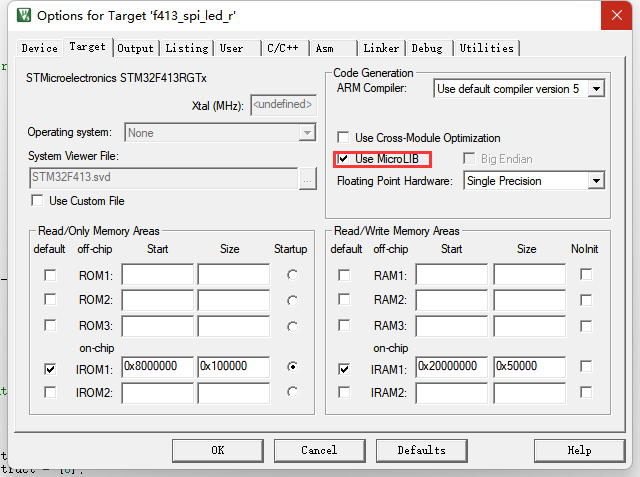 Options for Target 'f413_spi_led_r'
Device Target Output Listing User C/C++ Asm Linker Debug Utilities
STMicroelectronics STM32F413RGTx
Xtal (MHz): <undefined>
Operating system: None
System Viewer File:
STM32F413.svd ...
Use Custom File
Code Generation
ARM Compiler: Use default compiler version 5
Use Cross-Module Optimization
Use MicroLIB Big Endian
Floating Point Hardware: Single Precision
Read/Only Memory Areas
default off-chip Start Size Startup
ROM1:
ROM2:
ROM3:
on-chip
IROM1: 0x8000000 0x100000
IROM2:
Read/Write Memory Areas
default off-chip Start Size NoInit
RAM1:
RAM2:
RAM3:
on-chip
IRAM1: 0x20000000 0x50000
IRAM2:
OK Cancel Defaults Help